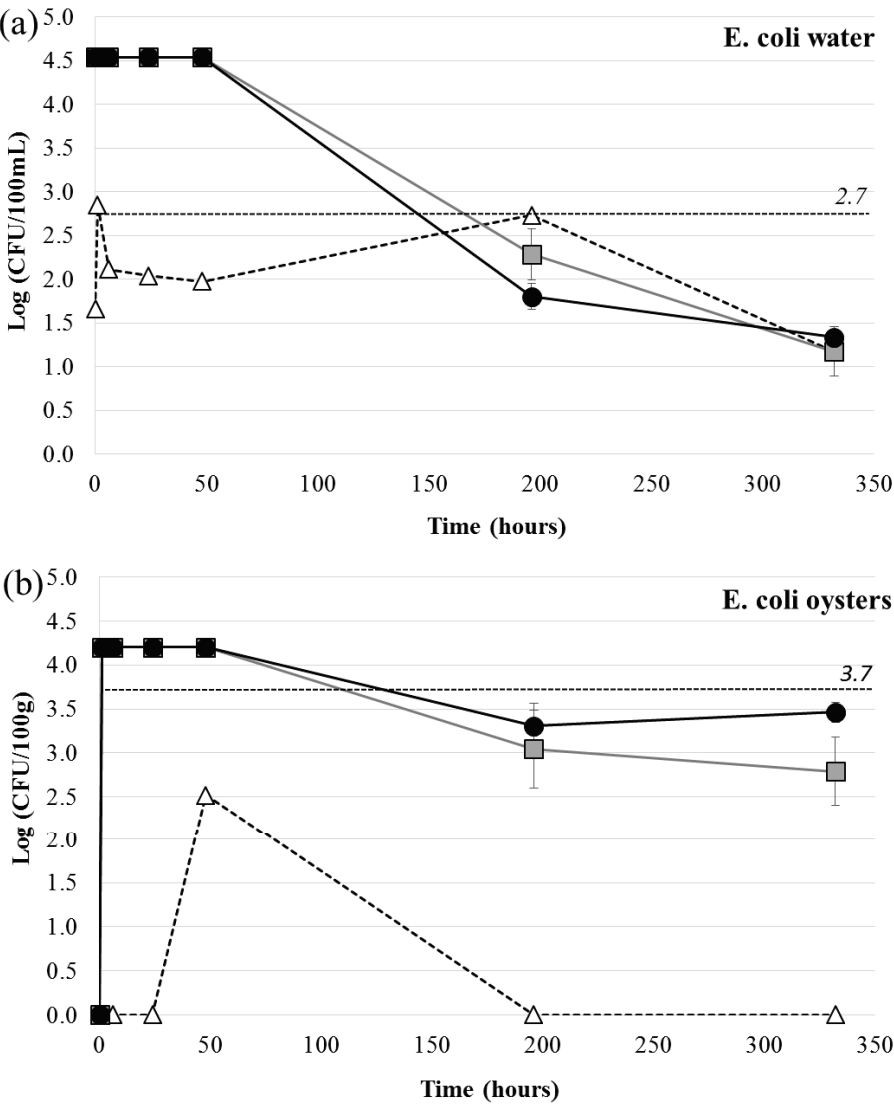 (a)
E. coli water
Log (CFU/100mL)
5.0
4.5
4.0
3.5
3.0
2.5
2.0
1.5
1.0
0.5
0.0
2.7
0 50 100 150 200 250 300 350
Time (hours)
(b)
E. coli oysters
Log (CFU/100g)
5.0
4.5
4.0
3.5
3.0
2.5
2.0
1.5
1.0
0.5
0.0
3.7
0 50 100 150 200 250 300 350
Time (hours)